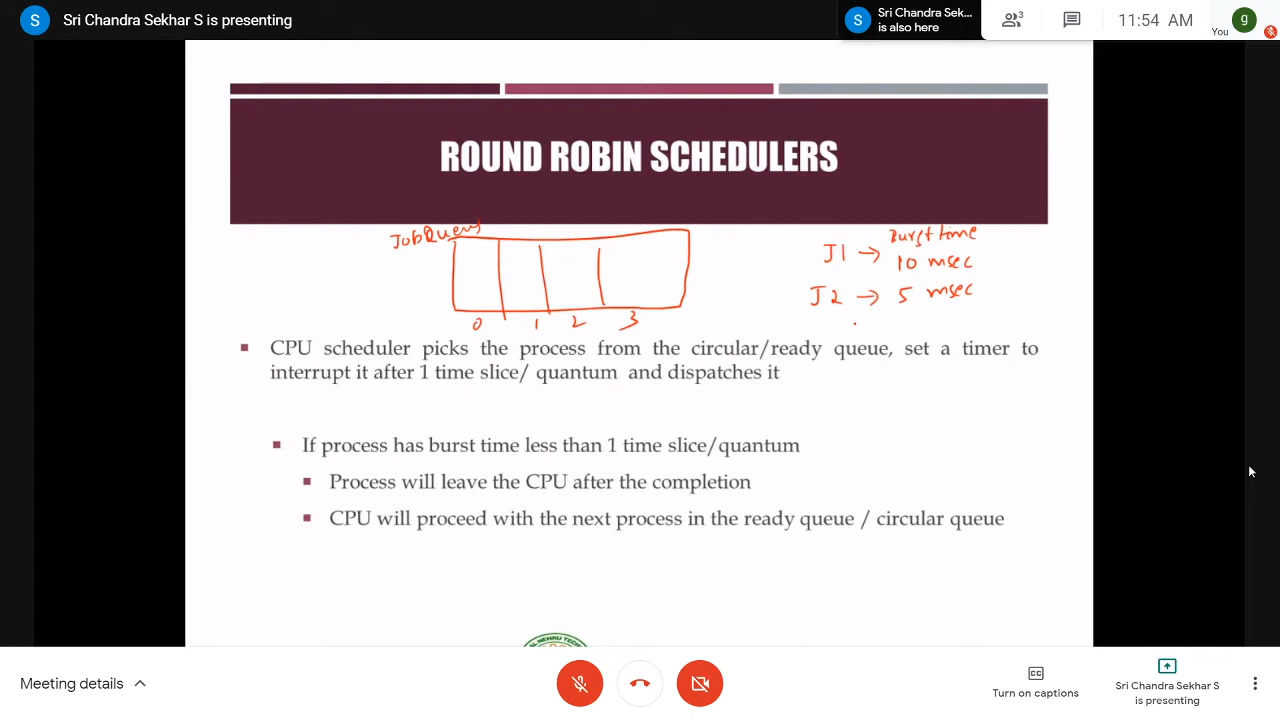 S Sri Chandra Sekhar S is presenting
S Sri Chandra Sek...
is also here
3
11:54 AM
You
g
ROUND ROBIN SCHEDULERS
Burst time
J1 → 10 msec
J2 → 5 msec
0 1 2 3
CPU scheduler picks the process from the circular/ready queue, set a timer to
interrupt it after 1 time slice/ quantum and dispatches it
If process has burst time less than 1 time slice/quantum
Process will leave the CPU after the completion
CPU will proceed with the next process in the ready queue / circular queue
AL NEHRU TECH
Meeting details
CC
Turn on captions
Sri Chandra Sekhar S
is presenting